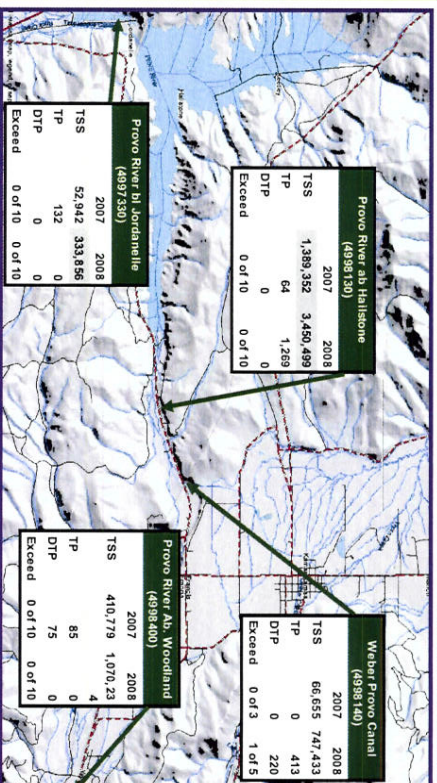 Provo River bl Jordanelle
(4997330)
2007 2008
TSS 52,942 333,856
TP 132 0
DTP 0 0
Exceed 0 of 10 0 of 10
Provo River ab Hailstone
(4998130)
2007 2008
TSS 1,389,352 3,450,499
TP 64 1,269
DTP 0 0
Exceed 0 of 10 0 of 10
Provo River Ab. Woodland
(4998400)
2007 2008
TSS 410,779 1,070,23
4
TP 85 0
DTP 75 0
Exceed 0 of 10 0 of 10
Weber Provo Canal
(4998140)
2007 2008
TSS 66,655 747,435
TP 0 413
DTP 0 220
Exceed 0 of 3 1 of 5
Jordanelle
Hailstone
Francis